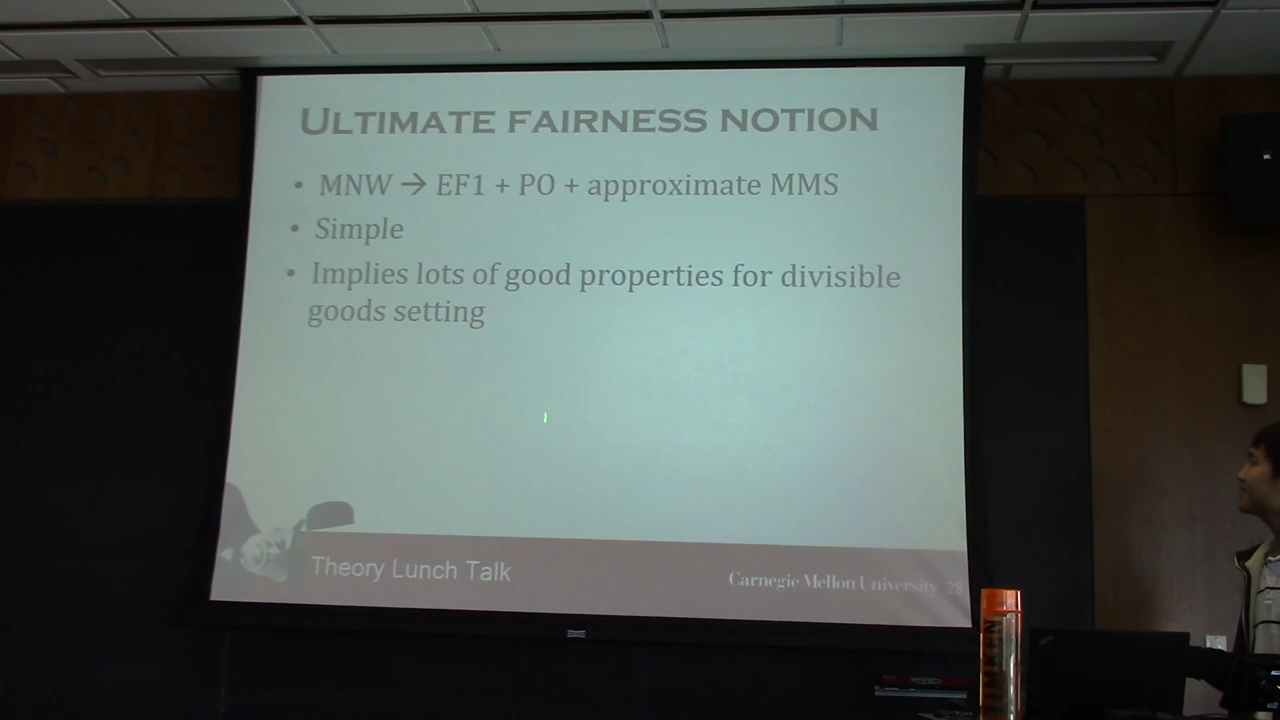 ULTIMATE FAIRNESS NOTION
• MNW → EF1 + PO + approximate MMS
• Simple
• Implies lots of good properties for divisible
goods setting
Theory Lunch Talk
Carnegie Mellon University 28